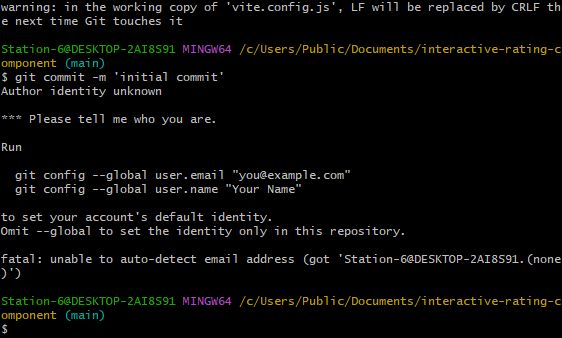 warning: in the working copy of 'vite.config.js', LF will be replaced by CRLF th
e next time Git touches it
Station-6@DESKTOP-2AI8S91 MINGW64 /c/Users/Public/Documents/interactive-rating-c
omponent (main)
$ git commit -m 'initial commit'
Author identity unknown
*** Please tell me who you are.
Run
git config --global user.email "you@example.com"
git config --global user.name "Your Name"
to set your account's default identity.
Omit --global to set the identity only in this repository.
fatal: unable to auto-detect email address (got 'Station-6@DESKTOP-2AI8S91.(none
)')
Station-6@DESKTOP-2AI8S91 MINGW64 /c/Users/Public/Documents/interactive-rating-c
omponent (main)
$